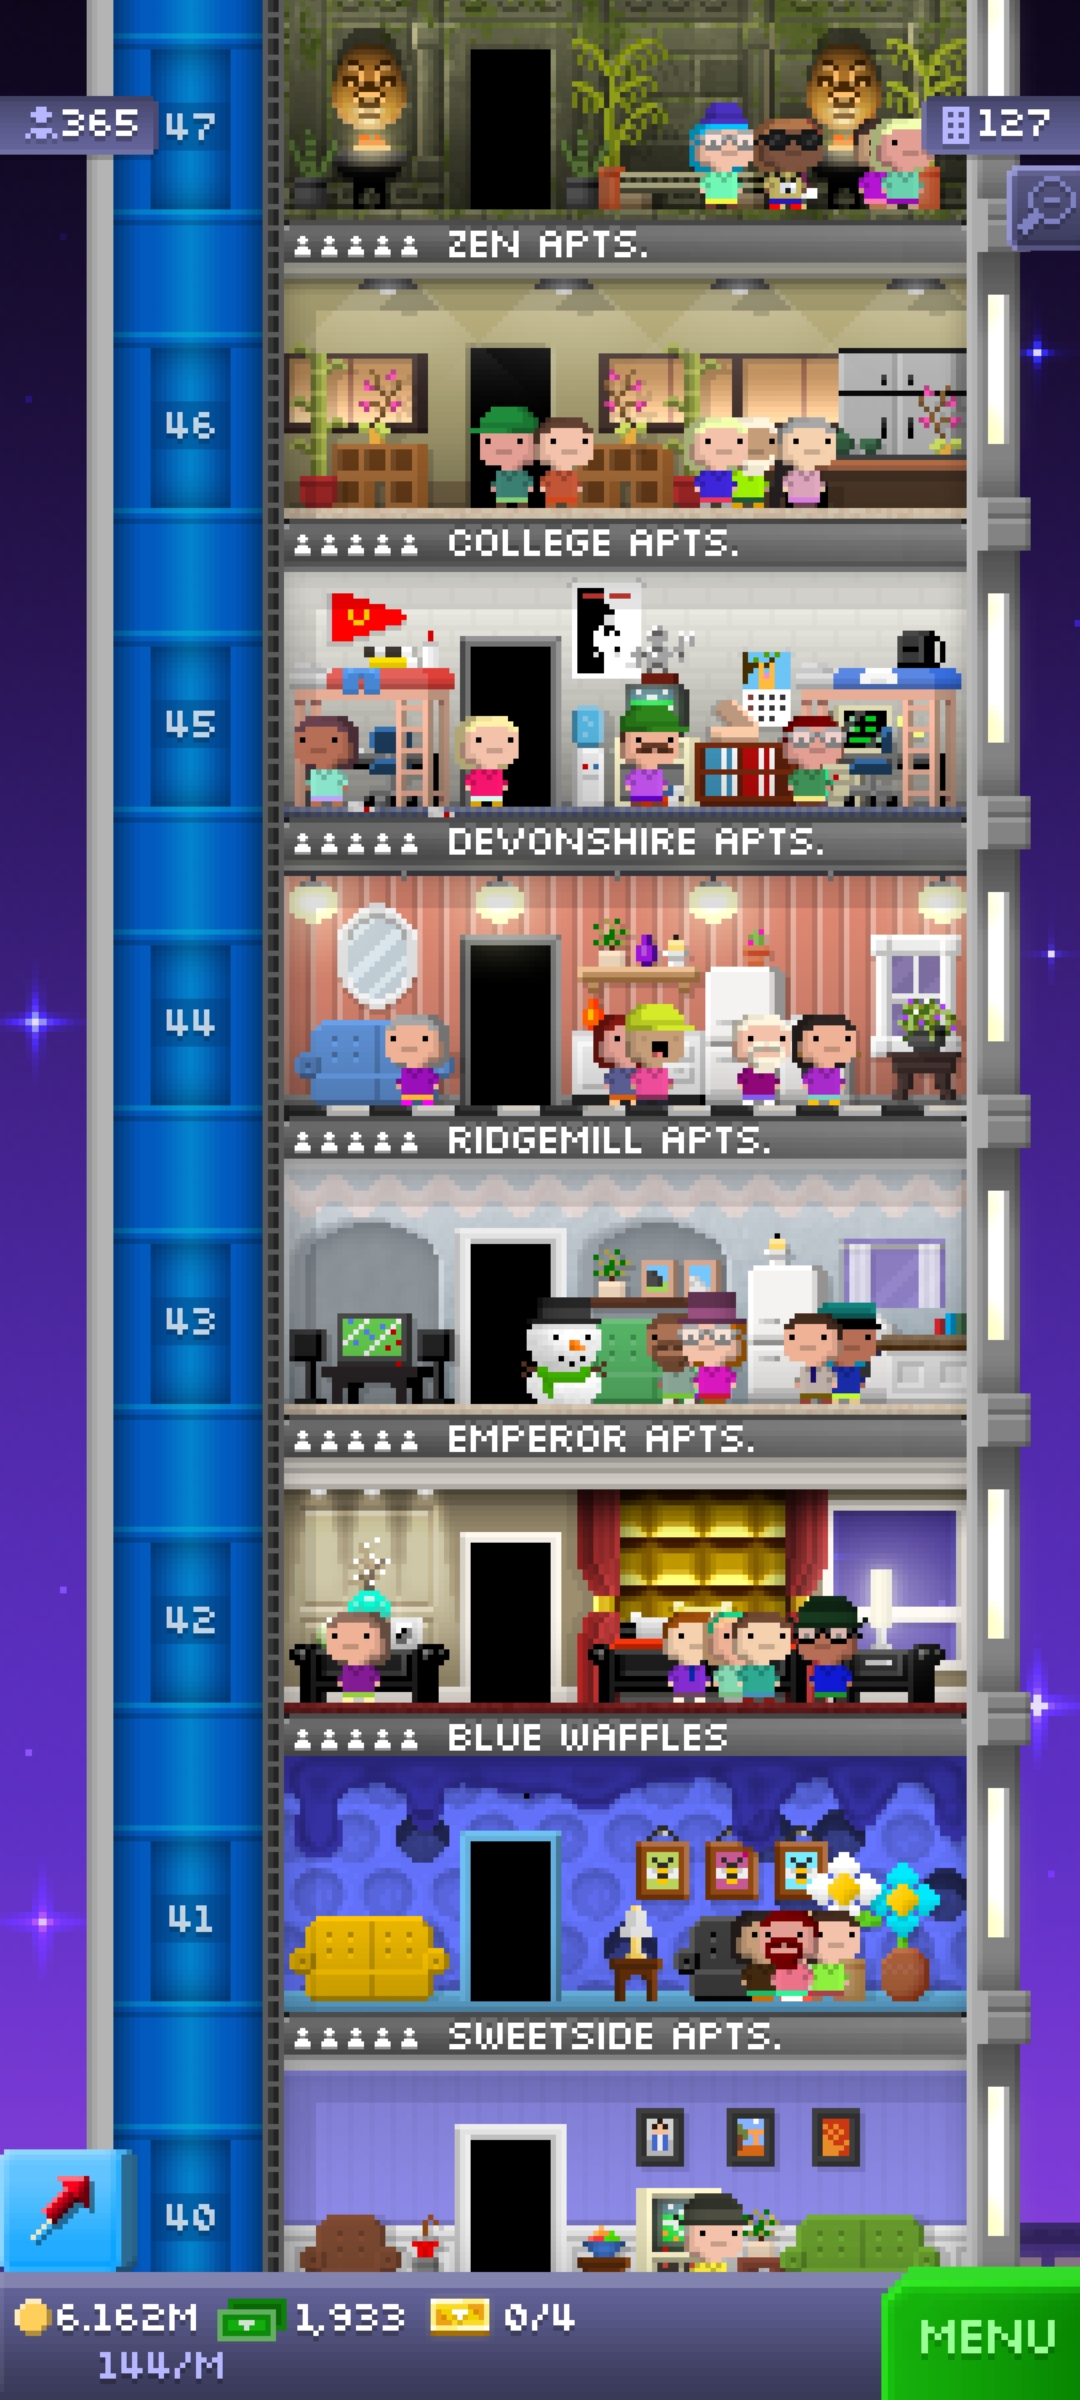 365
47
127
ZEN APTS.
46
COLLEGE APTS.
45
DEVONSHIRE APTS.
44
RIDGEMILL APTS.
43
EMPEROR APTS.
42
BLUE WAFFLES
41
SWEETSIDE APTS.
40
6.162M 1,933 0/4
144/M
MENU